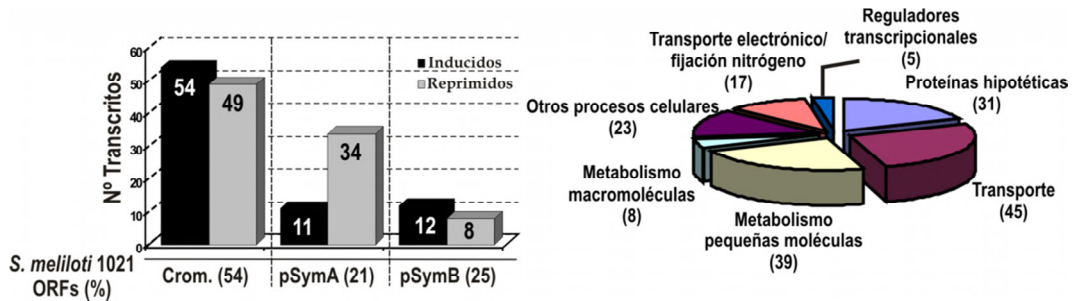 60
50
40
30
20
10
0
Nº Transcritos
Inducidos
Reprimidos
54
49
11
34
12
8
S. meliloti 1021
ORFs (%)
Crom. (54)
pSymA (21)
pSymB (25)
Reguladores
transcripcionales
(5)
Transporte electrónico/
fijación nitrógeno
(17)
Proteínas hipotéticas
(31)
Otros procesos celulares
(23)
Metabolismo
macromoléculas
(8)
Transporte
(45)
Metabolismo
pequeñas moléculas
(39)